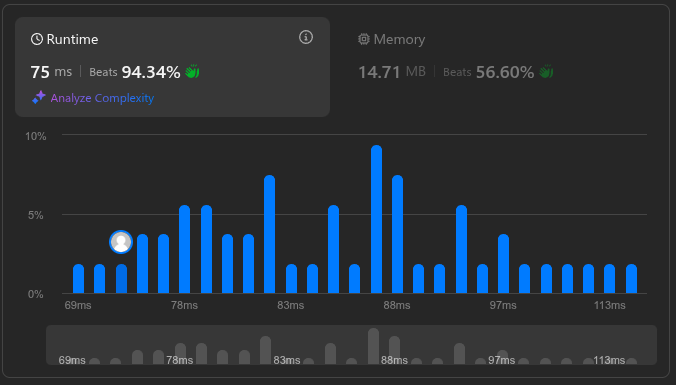 Runtime
Memory
75 ms | Beats 94.34%
14.71 MB | Beats 56.60%
Analyze Complexity
10%
5%
0%
69ms 78ms 83ms 88ms 97ms 113ms
69ms 78ms 83ms 88ms 97ms 113ms